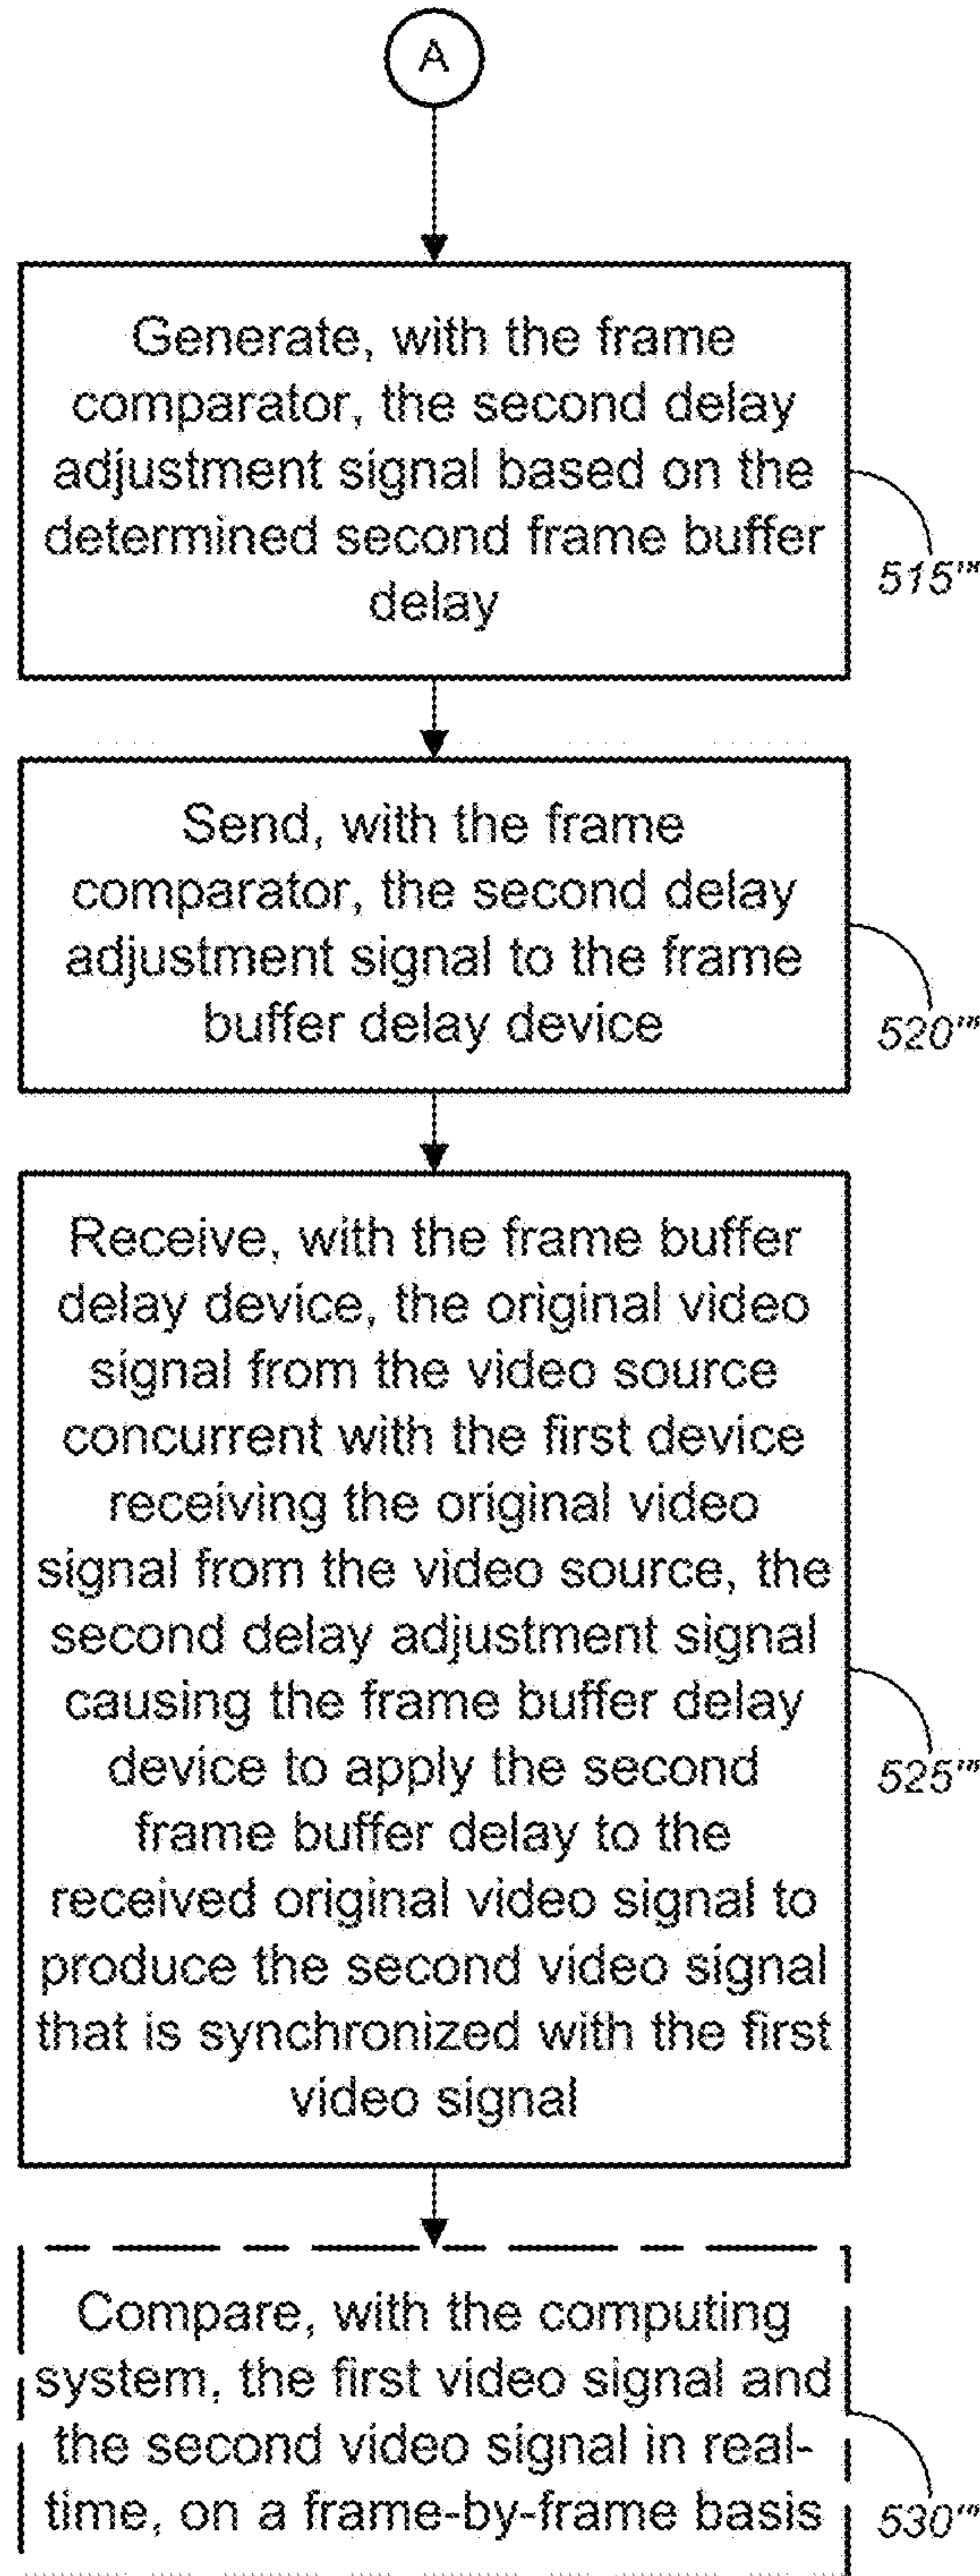 A
Generate, with the frame
comparator, the second delay
adjustment signal based on the
determined second frame buffer
delay
515'''
Send, with the frame
comparator, the second delay
adjustment signal to the frame
buffer delay device
520'''
Receive, with the frame buffer
delay device, the original video
signal from the video source
concurrent with the first device
receiving the original video
signal from the video source, the
second delay adjustment signal
causing the frame buffer delay
device to apply the second
frame buffer delay to the
received original video signal to
produce the second video signal
that is synchronized with the first
video signal
525'''
Compare, with the computing
system, the first video signal and
the second video signal in real-
time, on a frame-by-frame basis
530'''